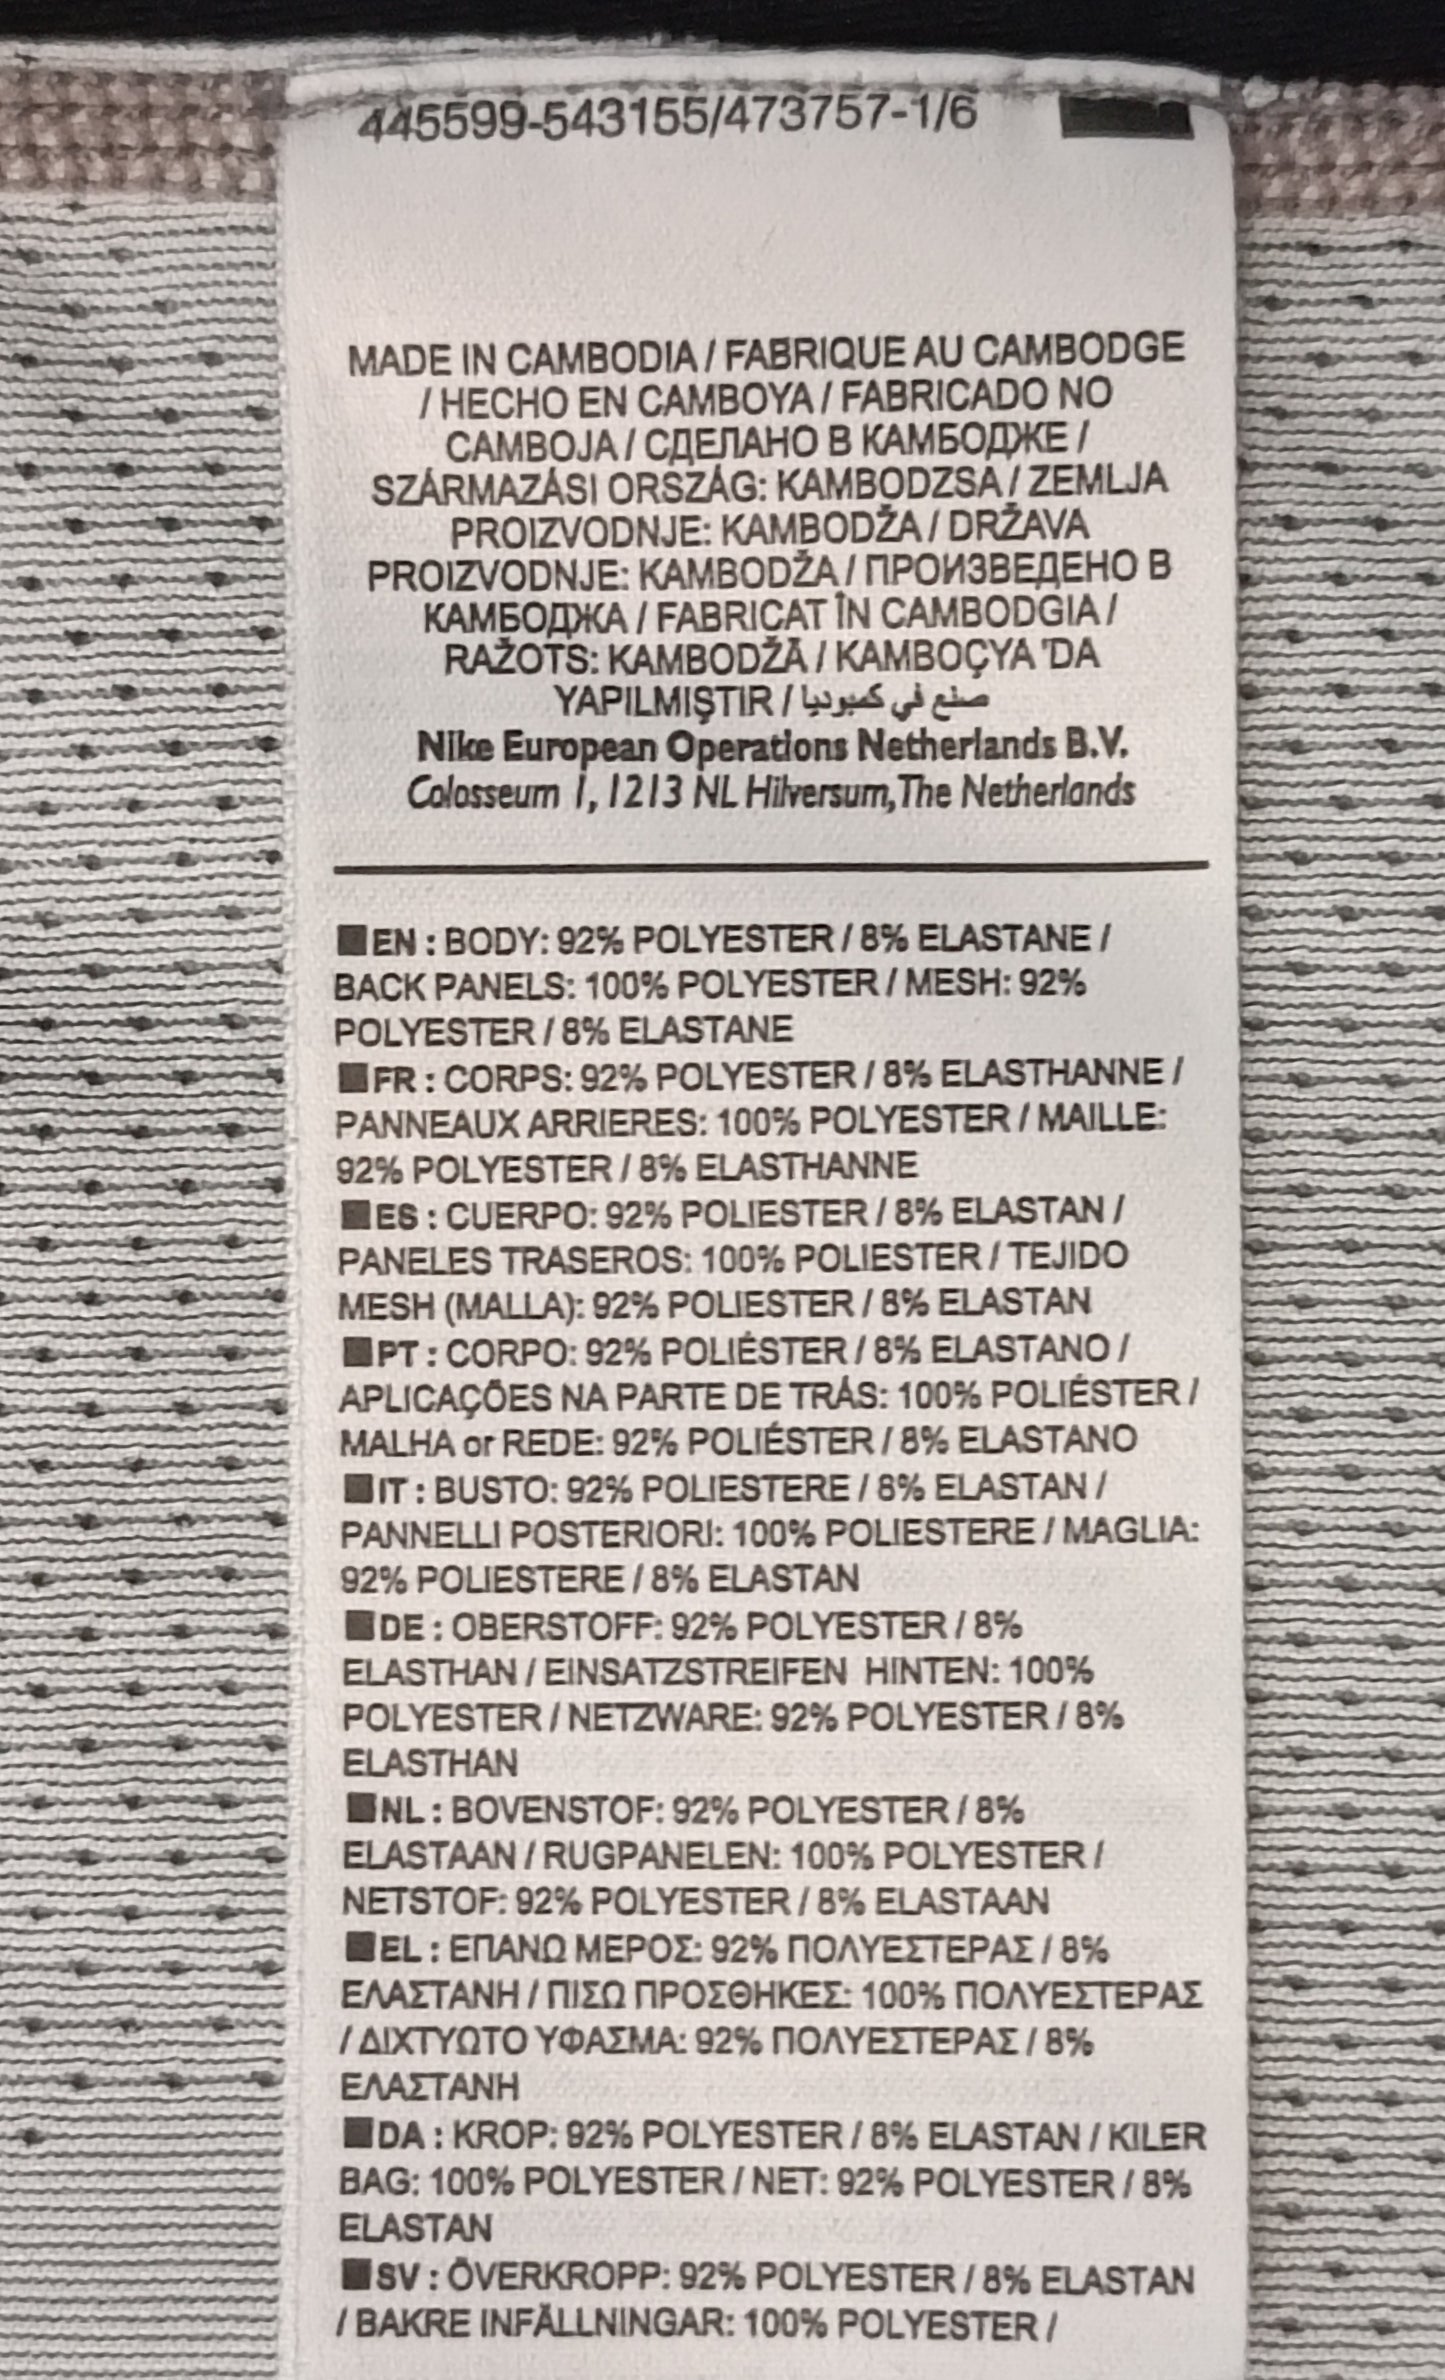 445599-543155/473757-1/6
MADE IN CAMBODIA / FABRIQUE AU CAMBODGE
/ HECHO EN CAMBOYA / FABRICADO NO
CAMBOJA / СДЕЛАНО В КАМБОДЖЕ /
SZÁRMAZÁSI ORSZÁG: KAMBODZSA / ZEMLJA
PROIZVODNJE: KAMBODŽA / DRŽAVA
PROIZVODNJE: KAMBODŽA / ПРОИЗВЕДЕНО В
КАМБОДЖА / FABRICAT ÎN CAMBODGIA /
RAŽOTS: KAMBODŽĀ / KAMBOÇYA 'DA
YAPILMIŞTIR / صنع في كمبوديا
Nike European Operations Netherlands B.V.
Colosseum 1, 1213 NL Hilversum, The Netherlands
EN : BODY: 92% POLYESTER / 8% ELASTANE /
BACK PANELS: 100% POLYESTER / MESH: 92%
POLYESTER / 8% ELASTANE
FR : CORPS: 92% POLYESTER / 8% ELASTHANNE /
PANNEAUX ARRIERES: 100% POLYESTER / MAILLE:
92% POLYESTER / 8% ELASTHANNE
ES : CUERPO: 92% POLIESTER / 8% ELASTAN /
PANELES TRASEROS: 100% POLIESTER / TEJIDO
MESH (MALLA): 92% POLIESTER / 8% ELASTAN
PT : CORPO: 92% POLIÉSTER / 8% ELASTANO /
APLICAÇÕES NA PARTE DE TRÁS: 100% POLIÉSTER /
MALHA or REDE: 92% POLIÉSTER / 8% ELASTANO
IT : BUSTO: 92% POLIESTERE / 8% ELASTAN /
PANNELLI POSTERIORI: 100% POLIESTERE / MAGLIA:
92% POLIESTERE / 8% ELASTAN
DE : OBERSTOFF: 92% POLYESTER / 8%
ELASTHAN / EINSATZSTREIFEN HINTEN: 100%
POLYESTER / NETZWARE: 92% POLYESTER / 8%
ELASTHAN
NL : BOVENSTOF: 92% POLYESTER / 8%
ELASTAAN / RUGPANELEN: 100% POLYESTER /
NETSTOF: 92% POLYESTER / 8% ELASTAAN
EL : ΕΠΑΝΩ ΜΕΡΟΣ: 92% ΠΟΛΥΕΣΤΕΡΑΣ / 8%
ΕΛΑΣΤΑΝΗ / ΠΙΣΩ ΠΡΟΣΘΗΚΕΣ: 100% ΠΟΛΥΕΣΤΕΡΑΣ
/ ΔΙΧΤΥΩΤΟ ΥΦΑΣΜΑ: 92% ΠΟΛΥΕΣΤΕΡΑΣ / 8%
ΕΛΑΣΤΑΝΗ
DA : KROP: 92% POLYESTER / 8% ELASTAN / KILER
BAG: 100% POLYESTER / NET: 92% POLYESTER / 8%
ELASTAN
SV : ÖVERKROPP: 92% POLYESTER / 8% ELASTAN
/ BAKRE INFÄLLNINGAR: 100% POLYESTER /